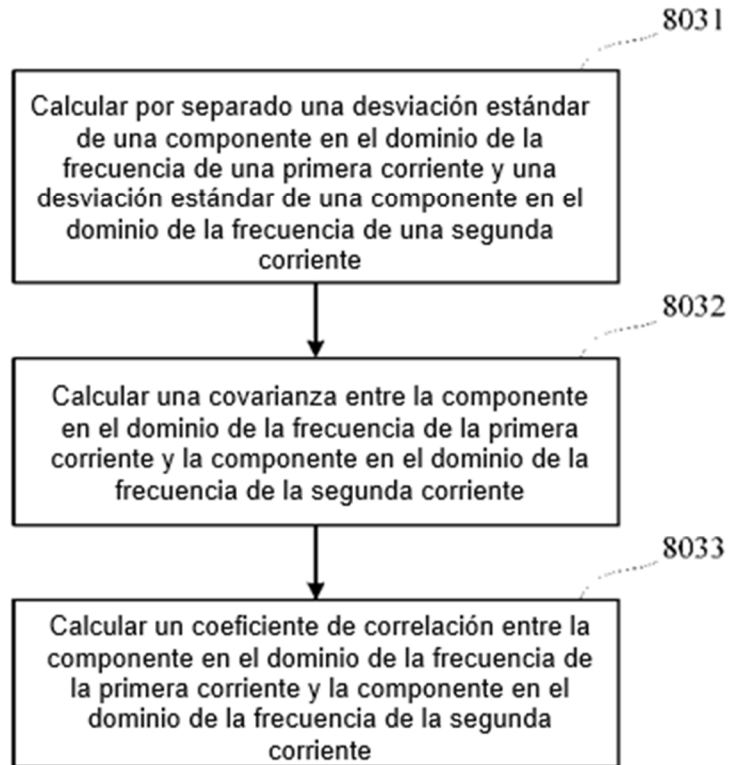 8031
Calcular por separado una desviación estándar
de una componente en el dominio de la
frecuencia de una primera corriente y una
desviación estándar de una componente en el
dominio de la frecuencia de una segunda
corriente
8032
Calcular una covarianza entre la componente
en el dominio de la frecuencia de la primera
corriente y la componente en el dominio de la
frecuencia de la segunda corriente
8033
Calcular un coeficiente de correlación entre la
componente en el dominio de la frecuencia de
la primera corriente y la componente en el
dominio de la frecuencia de la segunda
corriente